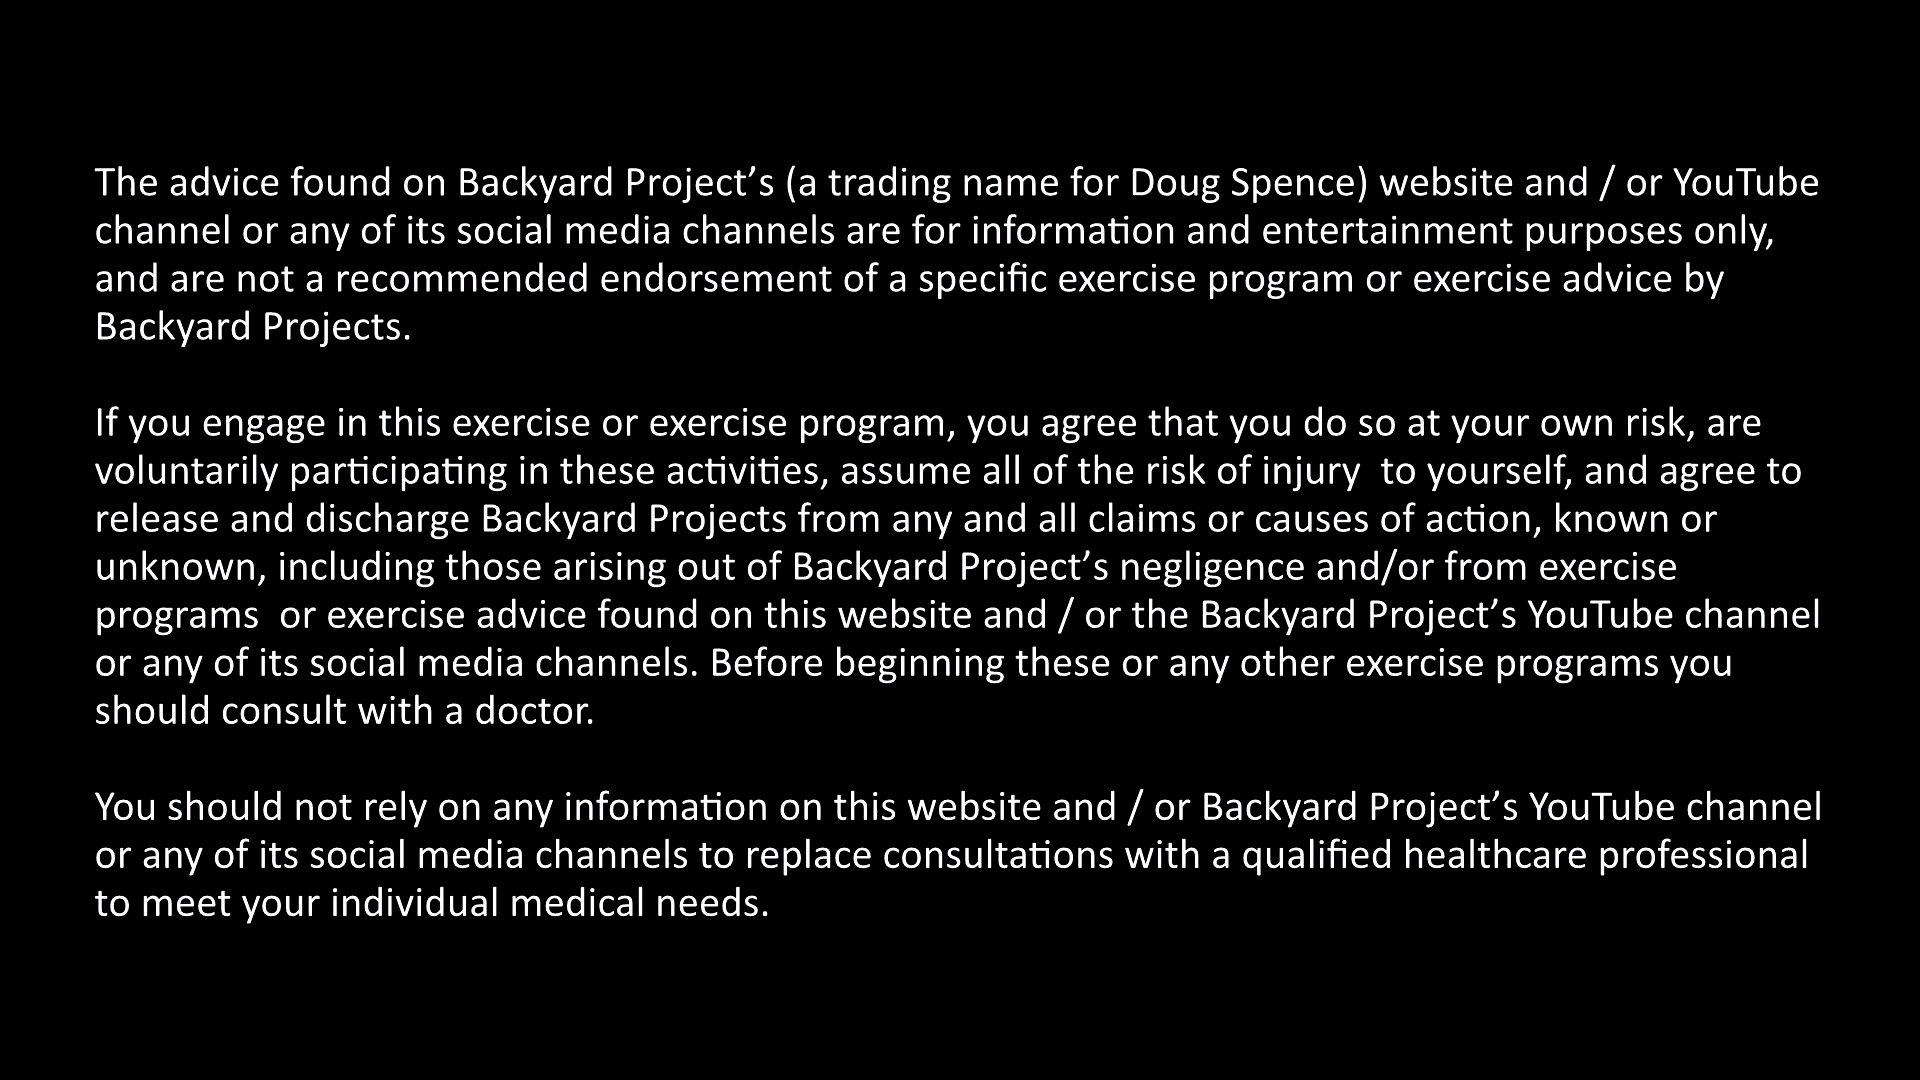 The advice found on Backyard Project’s (a trading name for Doug Spence) website and / or YouTube
channel or any of its social media channels are for information and entertainment purposes only,
and are not a recommended endorsement of a specific exercise program or exercise advice by
Backyard Projects.
If you engage in this exercise or exercise program, you agree that you do so at your own risk, are
voluntarily participating in these activities, assume all of the risk of injury  to yourself, and agree to
release and discharge Backyard Projects from any and all claims or causes of action, known or
unknown, including those arising out of Backyard Project’s negligence and/or from exercise
programs  or exercise advice found on this website and / or the Backyard Project’s YouTube channel
or any of its social media channels. Before beginning these or any other exercise programs you
should consult with a doctor.
You should not rely on any information on this website and / or Backyard Project’s YouTube channel
or any of its social media channels to replace consultations with a qualified healthcare professional
to meet your individual medical needs.